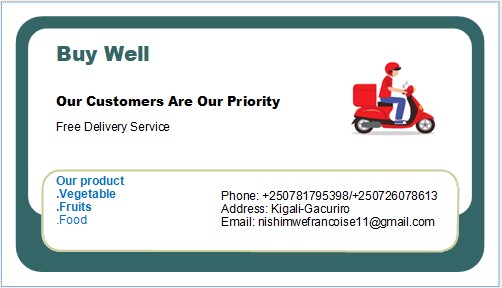 Buy Well
Our Customers Are Our Priority
Free Delivery Service
Our product
.Vegetable
.Fruits
.Food
Phone: +250781795398/+250726078613
Address: Kigali-Gacuriro
Email: nishimwefrancoise11@gmail.com